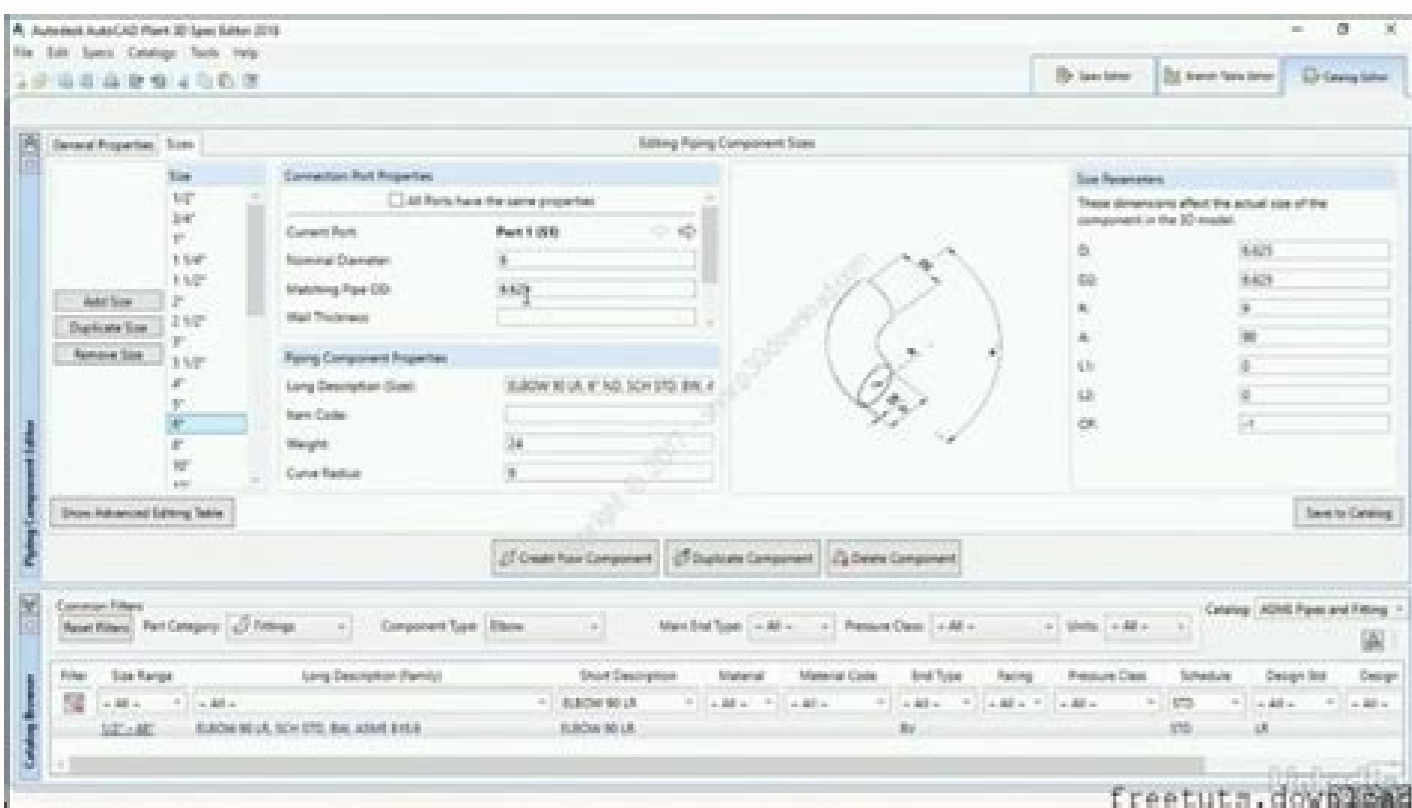 Autodesk AutoCAD Plant 3D Spec Editor 2018
File Edit Specs Catalogs Tools Help
Spec Editor
Branch Table Editor
Catalog Editor
General Properties
Sizes
Editing Piping Component Sizes
Size
1/2"
3/4"
1"
1 1/4"
1 1/2"
2"
2 1/2"
3"
3 1/2"
4"
5"
6"
8"
10"
Add Size
Duplicate Size
Remove Size
Connection Port Properties
All Ports have the same properties
Current Port: Port 1 (S1)
Nominal Diameter: 6
Matching Pipe OD: 6.625
Wall Thickness:
Piping Component Properties
Long Description (Size): ELBOW 90 LR, 6" ND, SCH STD, BW, A
Item Code:
Weight: 24
Curve Radius: 9
Size Parameters
These dimensions affect the actual size of the
component in the 3D model.
D: 6.625
D2: 6.625
R: 9
A: 90
L1: 0
L2: 0
OF: -1
Show Advanced Editing Table
Save to Catalog
Create New Component
Duplicate Component
Delete Component
Piping Component Editor
Common Filters
Reset Filters
Part Category: Fittings
Component Type: Elbow
Main End Type: - All -
Pressure Class: - All -
Units: - All -
Catalog: ASME Pipes and Fitting
Filter Size Range Long Description (Family) Short Description Material Material Code End Type Facing Pressure Class Schedule Design Std Design
- All - - All - ELBOW 90 LR - All - - All - - All - - All - - All - STD - All - - All -
1/2" - 48" ELBOW 90 LR, SCH STD, BW, ASME B16.9 ELBOW 90 LR BV STD LR
Catalog Browser
freetuts.download